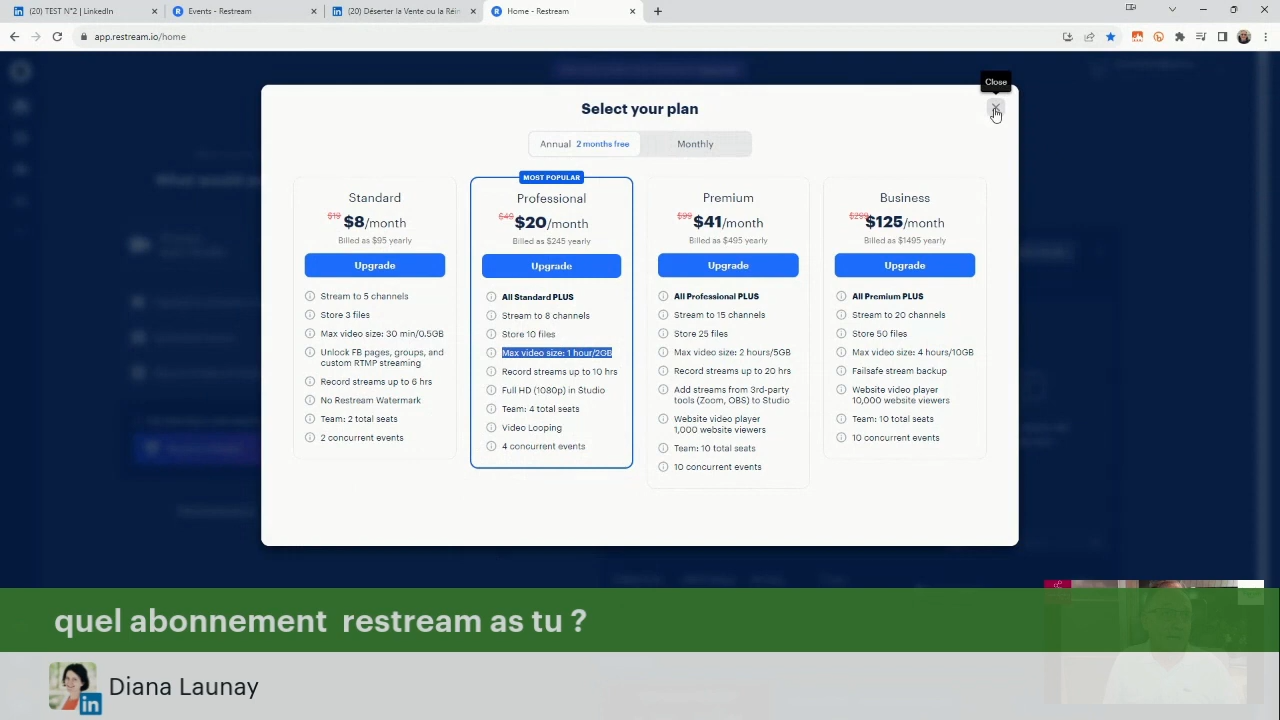 (20) TEST N°2 | LinkedIn
Events - Restream
(20) Déserter la Vente ou la Réin
Home - Restream
app.restream.io/home
Close
Select your plan
Annual 2 months free
Monthly
Standard
$19 $8/month
Billed as $95 yearly
Upgrade
Stream to 5 channels
Store 3 files
Max video size: 30 min/0.5GB
Unlock FB pages, groups, and
custom RTMP streaming
Record streams up to 6 hrs
No Restream Watermark
Team: 2 total seats
2 concurrent events
MOST POPULAR
Professional
$49 $20/month
Billed as $245 yearly
Upgrade
All Standard PLUS
Stream to 8 channels
Store 10 files
Max video size: 1 hour/2GB
Record streams up to 10 hrs
Full HD (1080p) in Studio
Team: 4 total seats
Video Looping
4 concurrent events
Premium
$99 $41/month
Billed as $495 yearly
Upgrade
All Professional PLUS
Stream to 15 channels
Store 25 files
Max video size: 2 hours/5GB
Record streams up to 20 hrs
Add streams from 3rd-party
tools (Zoom, OBS) to Studio
Website video player
1,000 website viewers
Team: 10 total seats
10 concurrent events
Business
$299 $125/month
Billed as $1495 yearly
Upgrade
All Premium PLUS
Stream to 20 channels
Store 50 files
Max video size: 4 hours/10GB
Failsafe stream backup
Website video player
10,000 website viewers
Team: 10 total seats
10 concurrent events
quel abonnement restream as tu ?
in
Diana Launay